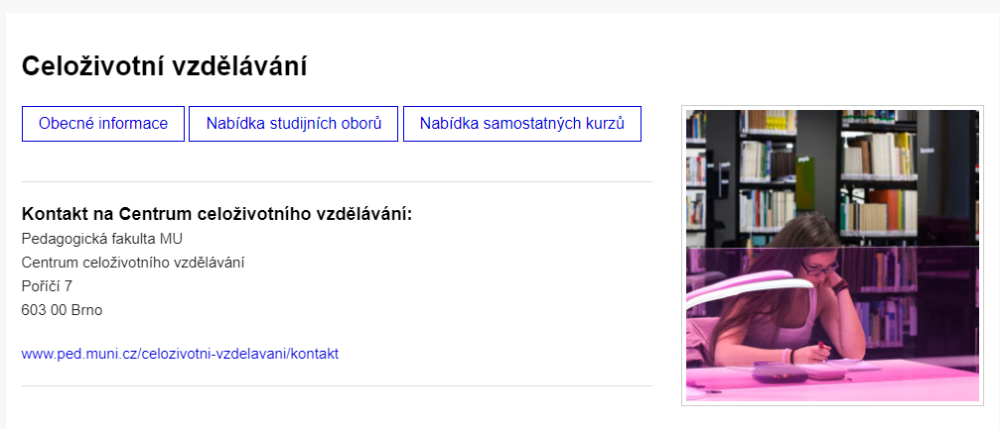 Celoživotní vzdělávání
Obecné informace
Nabídka studijních oborů
Nabídka samostatných kurzů
Kontakt na Centrum celoživotního vzdělávání:
Pedagogická fakulta MU
Centrum celoživotního vzdělávání
Poříčí 7
603 00 Brno
www.ped.muni.cz/celozivotni-vzdelavani/kontakt